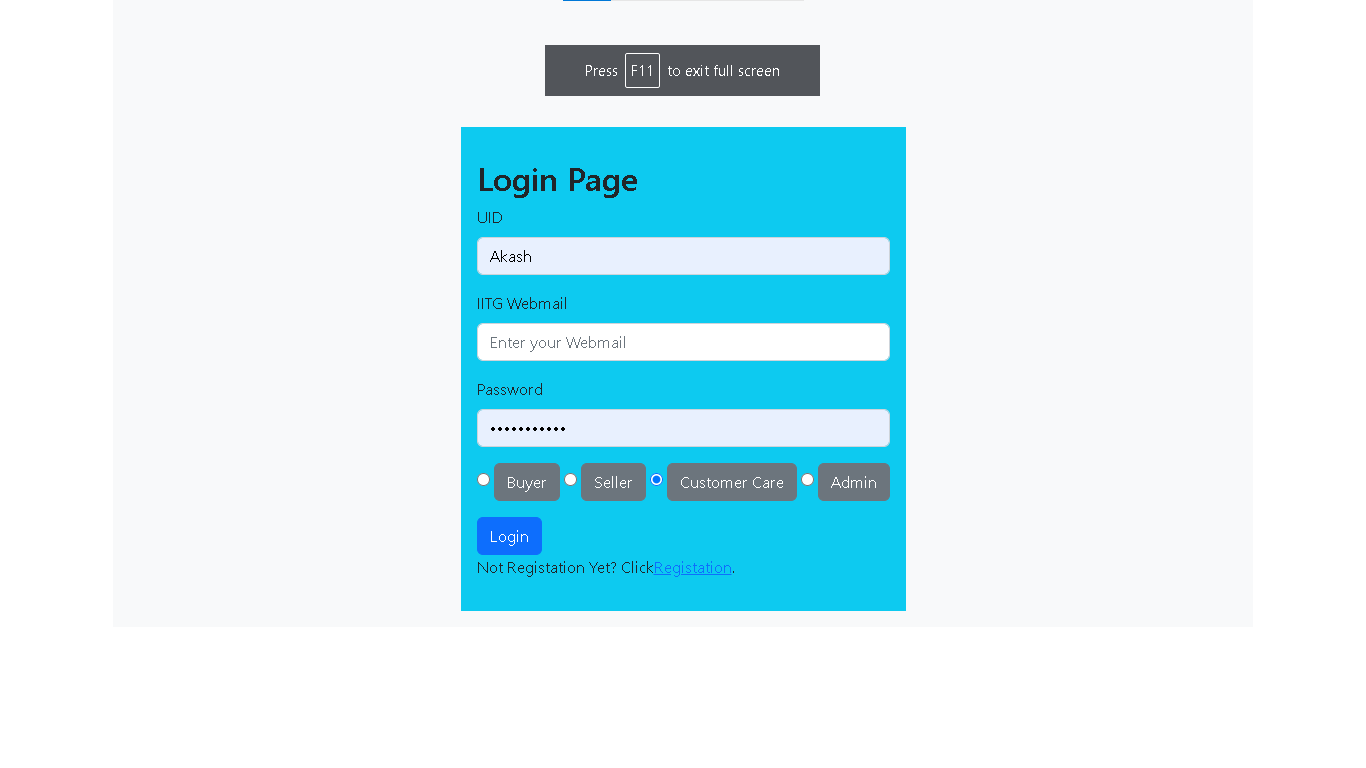 Press F11 to exit full screen
Login Page
UID
Akash
IITG Webmail
Enter your Webmail
Password
•••••••••••
Buyer Seller Customer Care Admin
Login
Not Registation Yet? ClickRegistation.